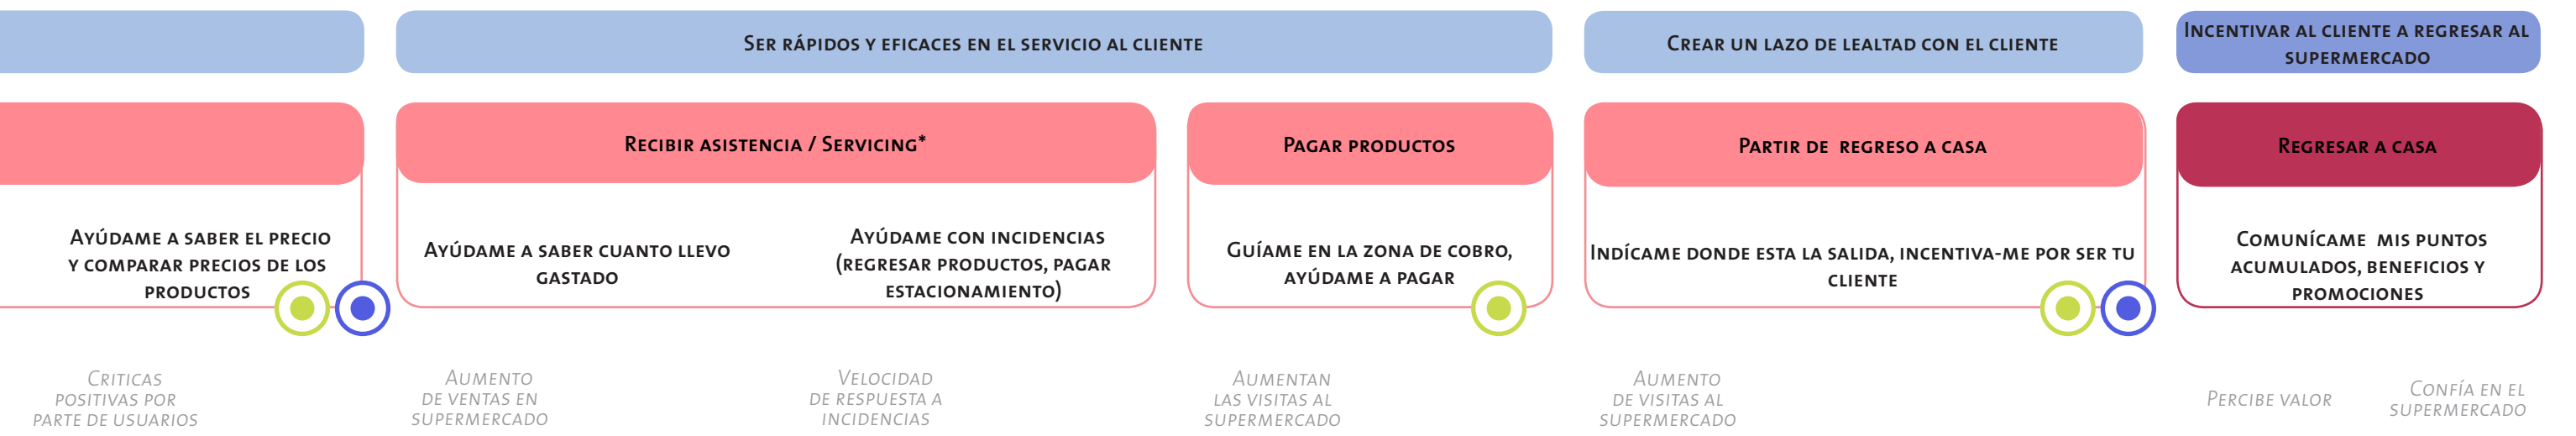 Ser rápidos y eficaces en el servicio al cliente
Crear un lazo de lealtad con el cliente
Incentivar al cliente a regresar al
supermercado
Recibir asistencia / Servicing*
Pagar productos
Partir de regreso a casa
Regresar a casa
Ayúdame a saber el precio
y comparar precios de los
productos
Ayúdame a saber cuanto llevo
gastado
Ayúdame con incidencias
(regresar productos, pagar
estacionamiento)
Guíame en la zona de cobro,
ayúdame a pagar
Indícame donde esta la salida, incentiva-me por ser tu
cliente
Comunícame mis puntos
acumulados, beneficios y
promociones
Criticas
positivas por
parte de usuarios
Aumento
de ventas en
supermercado
Velocidad
de respuesta a
incidencias
Aumentan
las visitas al
supermercado
Aumento
de visitas al
supermercado
Percibe valor
Confía en el
supermercado